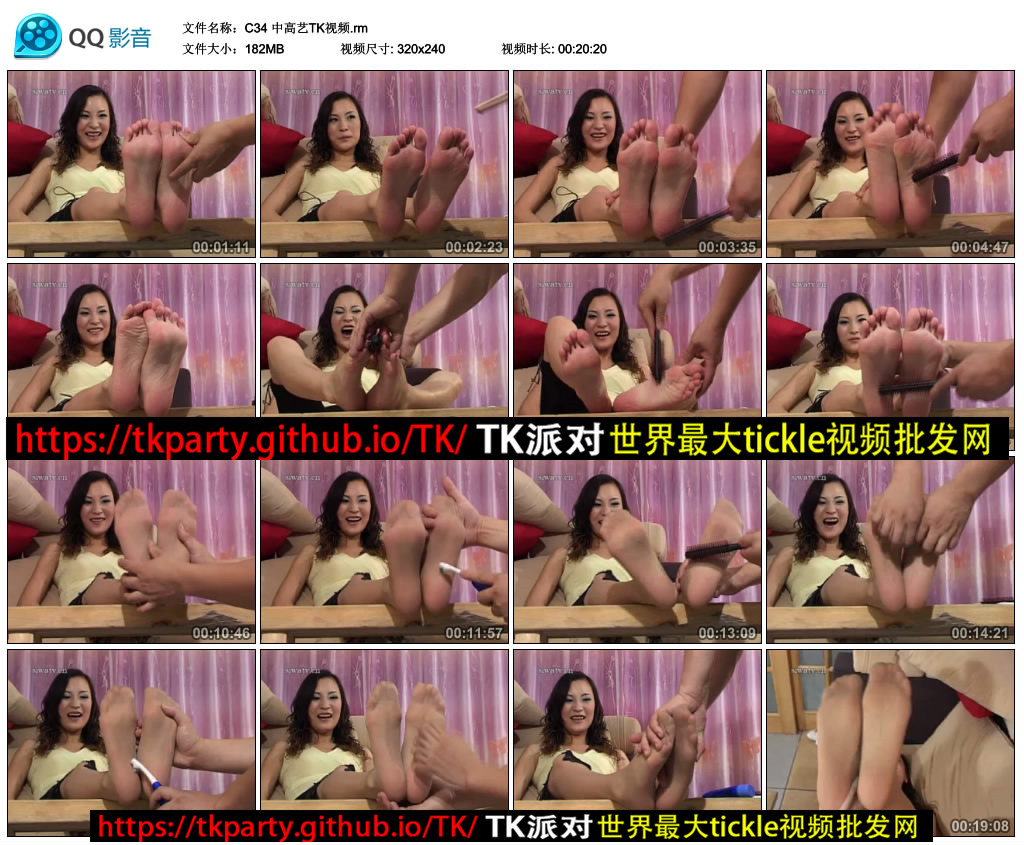 QQ 影音
文件名称: C34 中高艺TK视频.rm
文件大小: 182MB 视频尺寸: 320x240 视频时长: 00:20:20
00:01:11 00:02:23 00:03:35 00:04:47
https://tkparty.github.io/TK/ TK派对 世界最大tickle视频批发网
00:10:46 00:11:57 00:13:09 00:14:21
00:19:08
https://tkparty.github.io/TK/ TK派对 世界最大tickle视频批发网